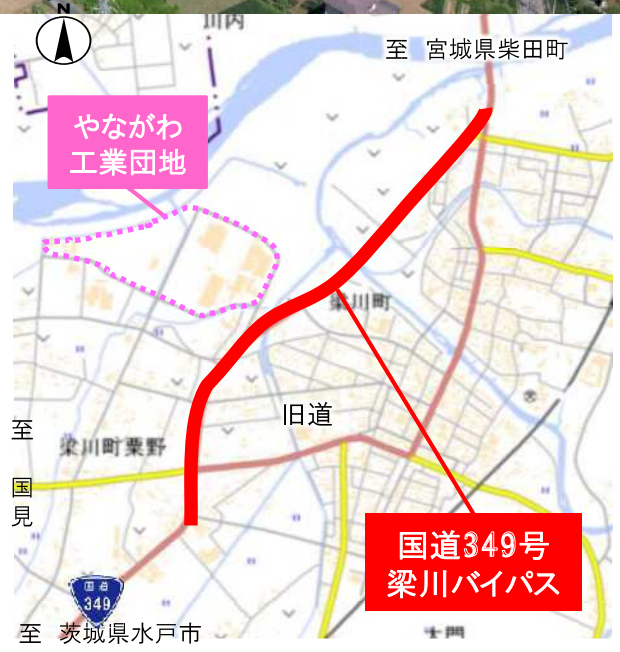 N
川内
至 宮城県柴田町
やながわ
工業団地
梁川町
旧道
至
国
見
梁川町粟野
国道349号
梁川バイパス
国道
349
至 茨城県水戸市